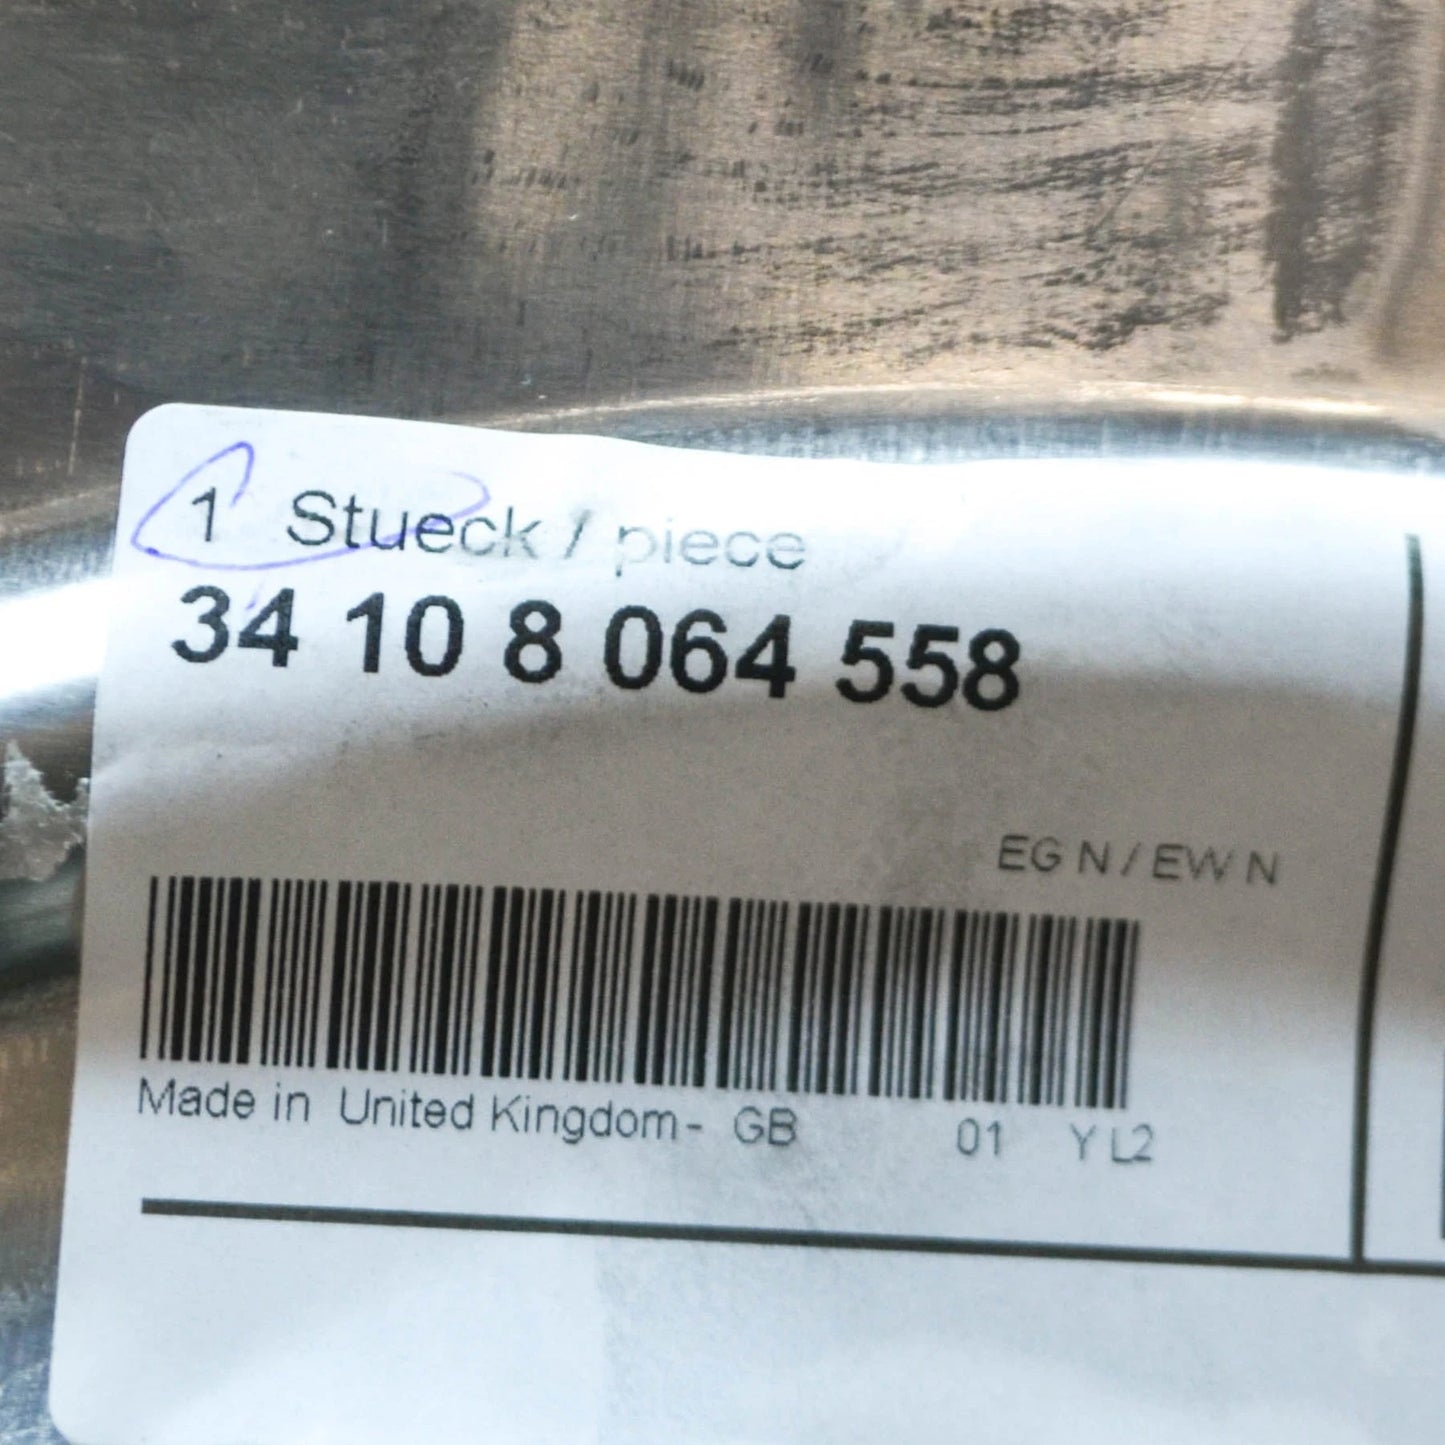 1 Stueck / piece
34 10 8 064 558
EG N / EW N
Made in United Kingdom - GB 01 Y L2